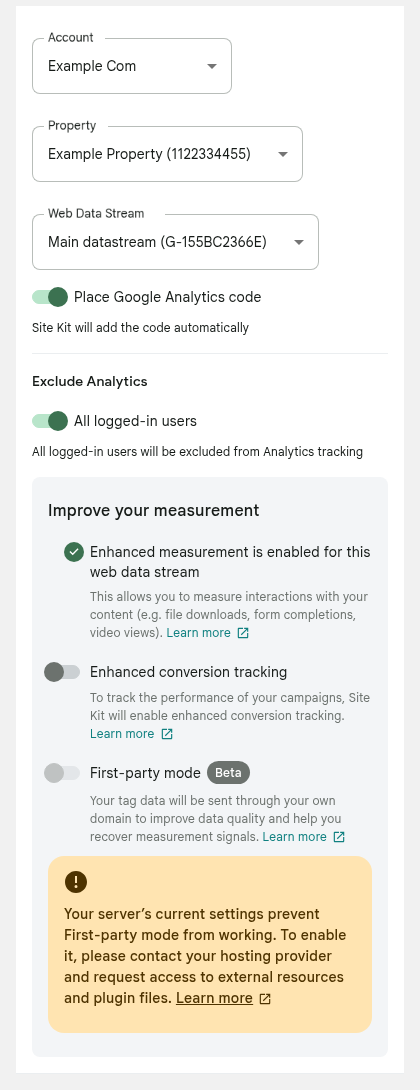 Account
Example Com
Property
Example Property (1122334455)
Web Data Stream
Main datastream (G-155BC2366E)
Place Google Analytics code
Site Kit will add the code automatically
Exclude Analytics
All logged-in users
All logged-in users will be excluded from Analytics tracking
Improve your measurement
Enhanced measurement is enabled for this
web data stream
This allows you to measure interactions with your
content (e.g. file downloads, form completions,
video views). Learn more
Enhanced conversion tracking
To track the performance of your campaigns, Site
Kit will enable enhanced conversion tracking.
Learn more
First-party mode Beta
Your tag data will be sent through your own
domain to improve data quality and help you
recover measurement signals. Learn more
Your server’s current settings prevent
First-party mode from working. To enable
it, please contact your hosting provider
and request access to external resources
and plugin files. Learn more